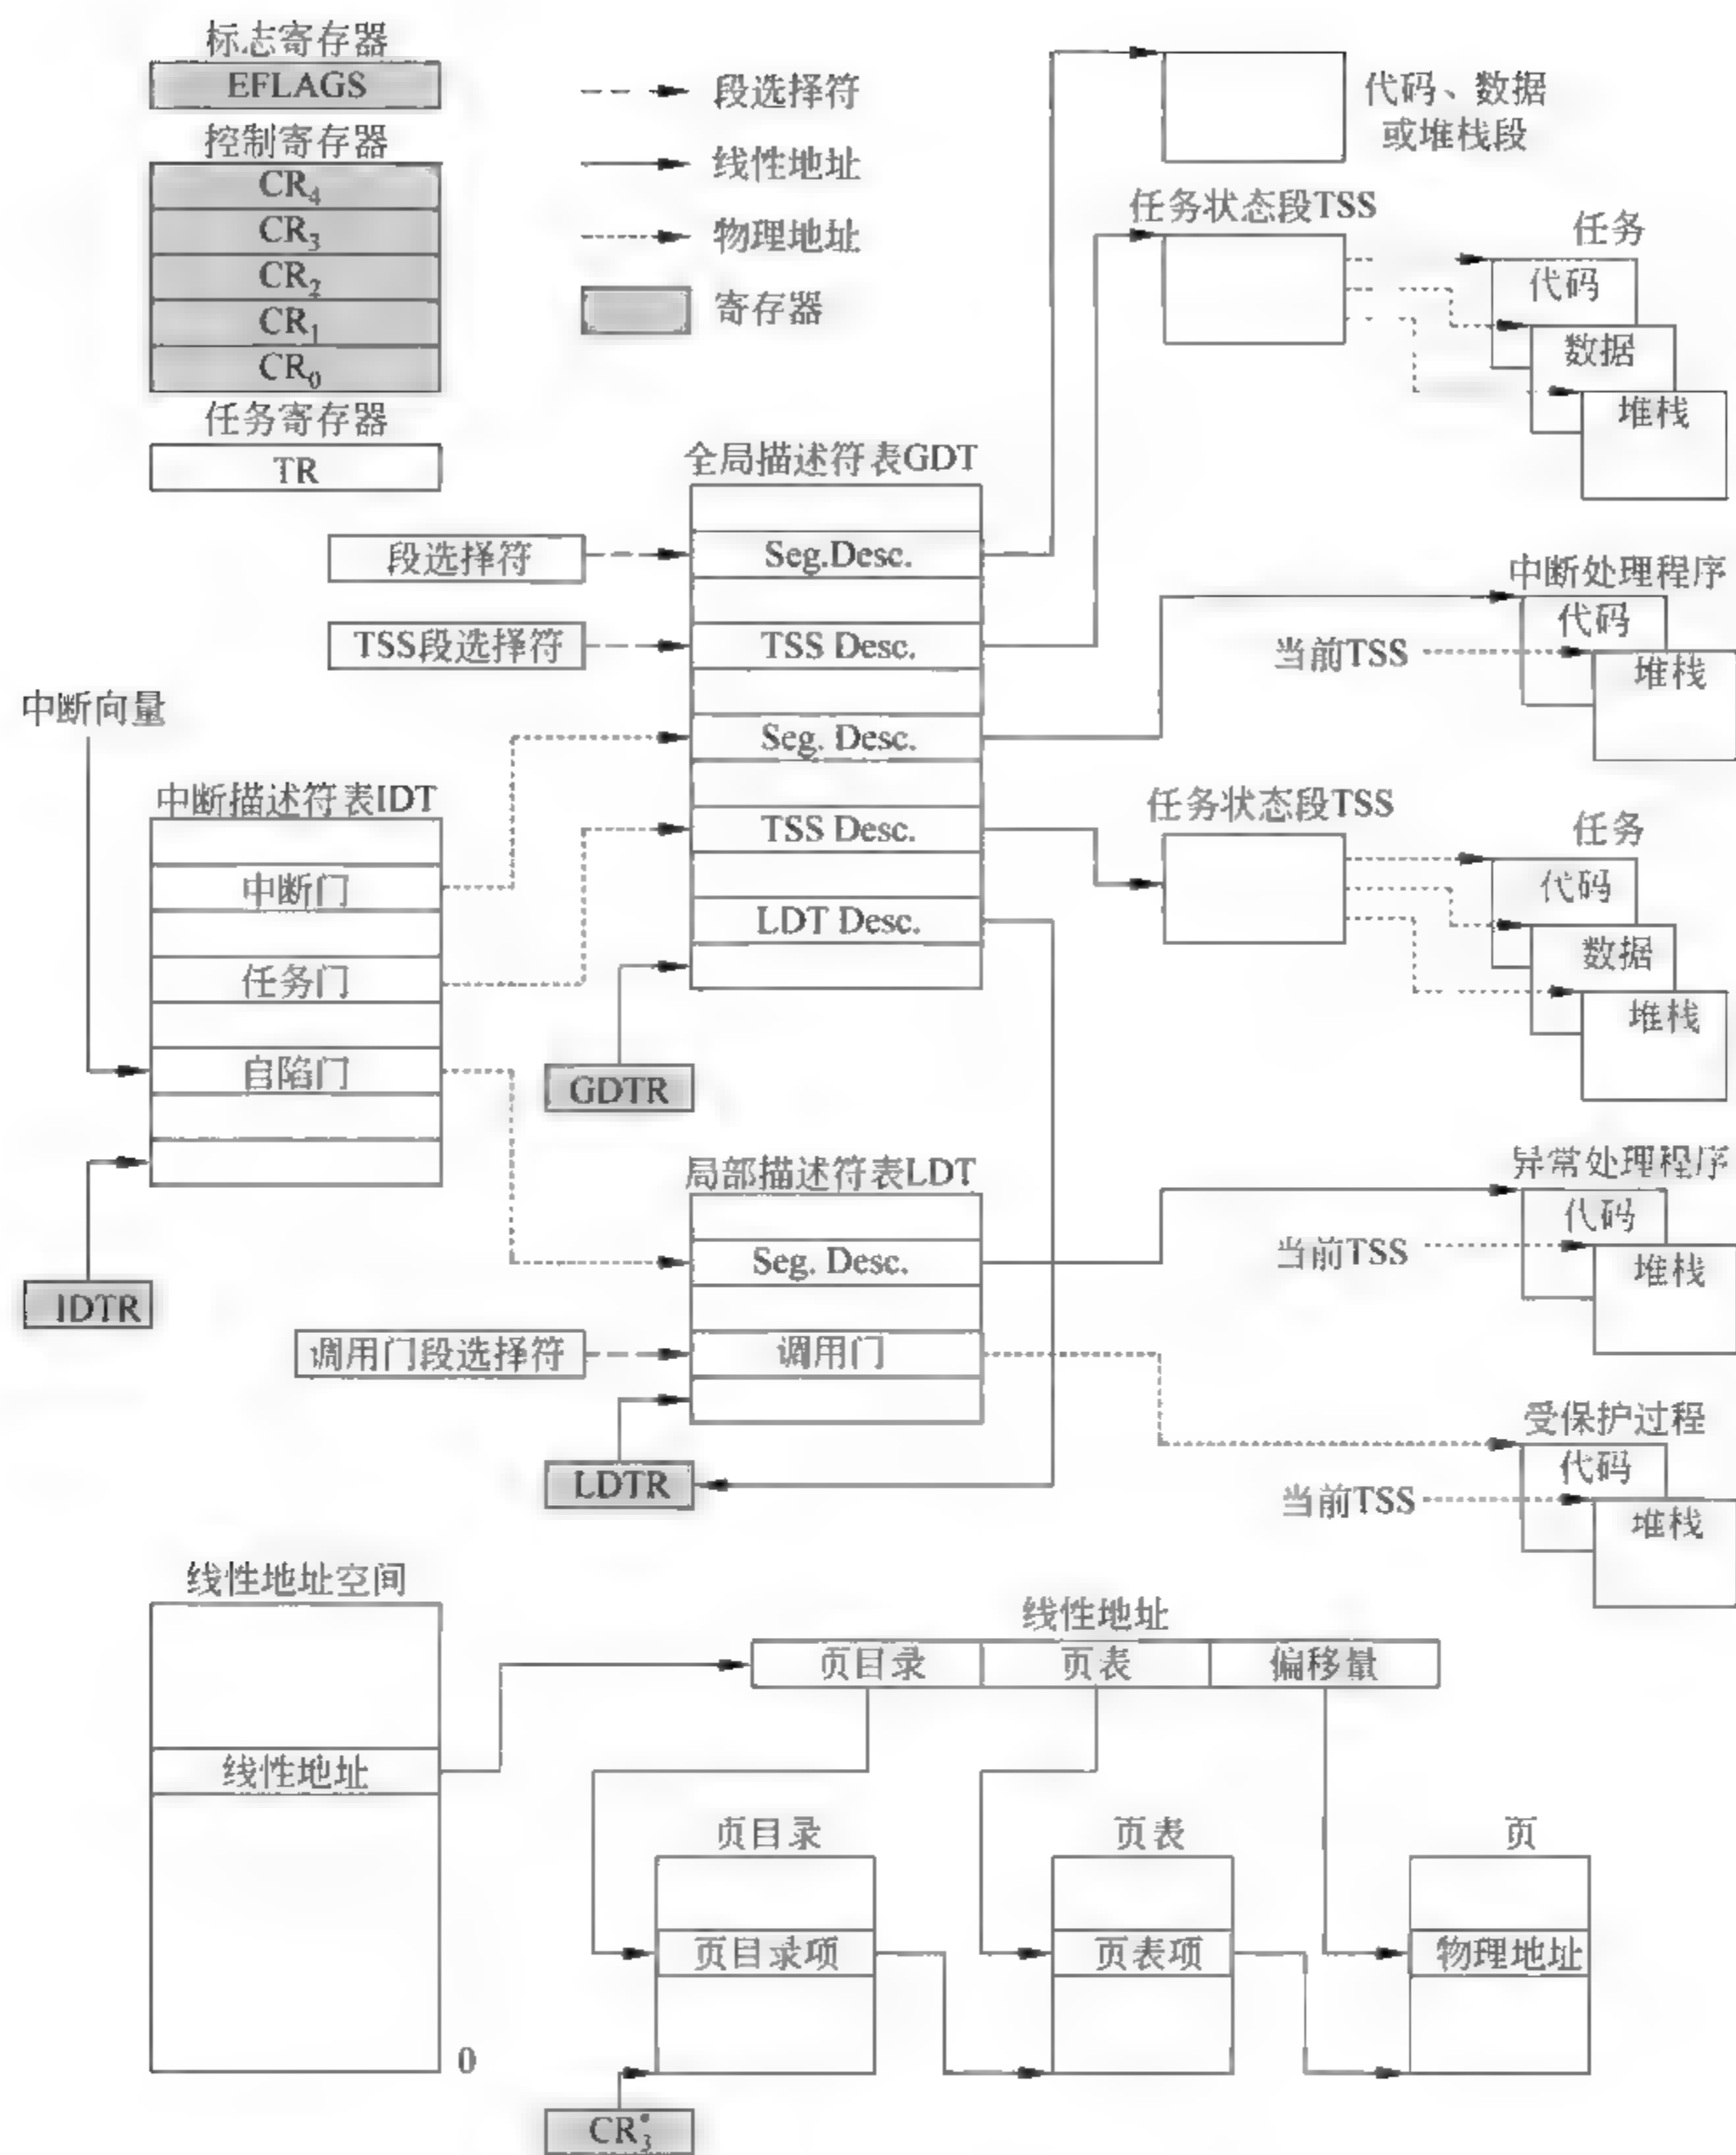 标志寄存器
EFLAGS
控制寄存器
CR4
CR3
CR2
CR1
CR0
任务寄存器
TR
段选择符
线性地址
物理地址
寄存器
代码、数据
或堆栈段
任务状态段TSS
任务
代码
数据
堆栈
全局描述符表GDT
段选择符
Seg.Desc.
TSS段选择符
TSS Desc.
Seg. Desc.
TSS Desc.
LDT Desc.
GDTR
中断处理程序
代码
当前TSS
堆栈
中断向量
中断描述符表IDT
中断门
任务门
自陷门
IDTR
任务状态段TSS
任务
代码
数据
堆栈
局部描述符表LDT
Seg. Desc.
调用门段选择符
调用门
LDTR
异常处理程序
代码
当前TSS
堆栈
受保护过程
代码
当前TSS
堆栈
线性地址空间
线性地址
0
线性地址
页目录 页表 偏移量
页目录
页目录项
页表
页表项
页
物理地址
CR3*